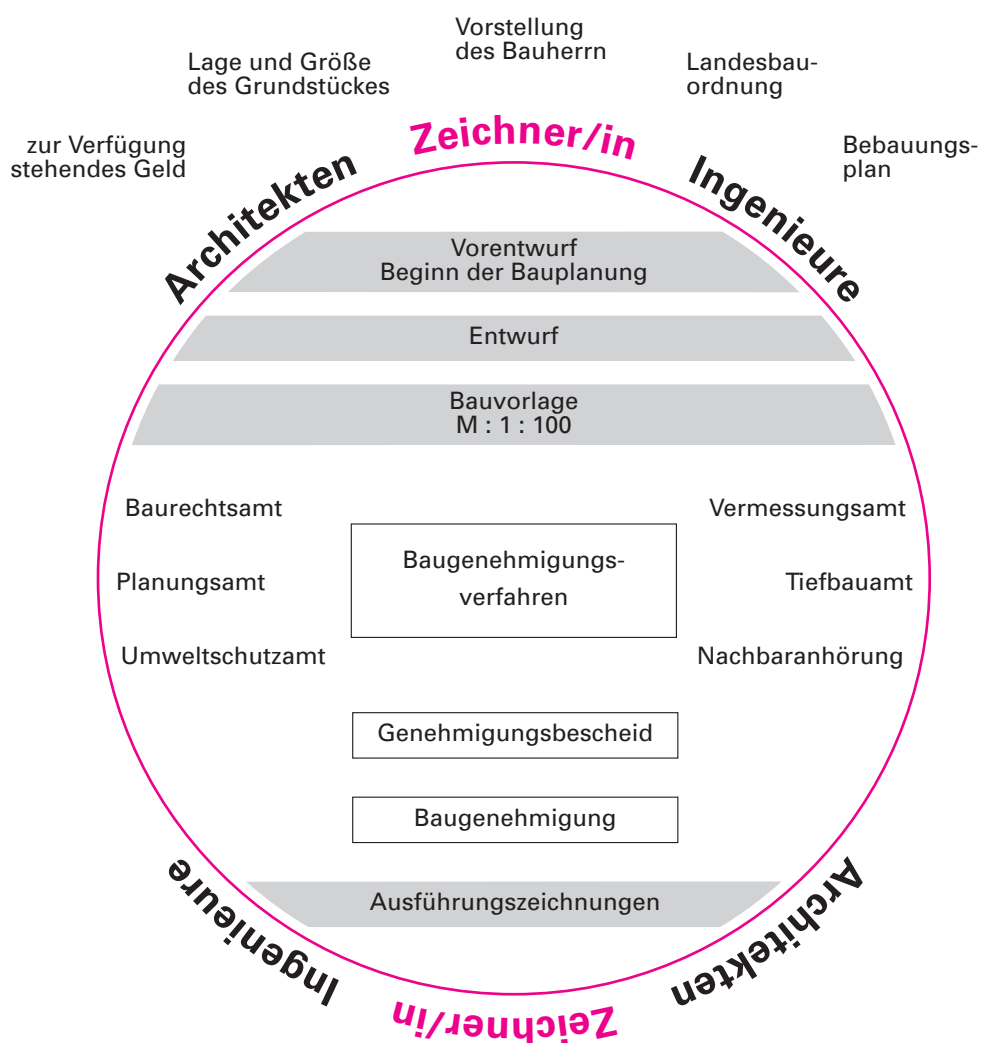 Vorstellung
des Bauherrn
Lage und Größe
des Grundstückes
Landesbau-
ordnung
zur Verfügung
stehendes Geld
Bebauungs-
plan
Architekten
Zeichner/in
Ingenieure
Vorentwurf
Beginn der Bauplanung
Entwurf
Bauvorlage
M : 1 : 100
Baurechtsamt
Vermessungsamt
Baugenehmigungs-
verfahren
Planungsamt
Tiefbauamt
Umweltschutzamt
Nachbaranhörung
Genehmigungsbescheid
Baugenehmigung
Ausführungszeichnungen
Ingenieure
Zeichner/in
Architekten